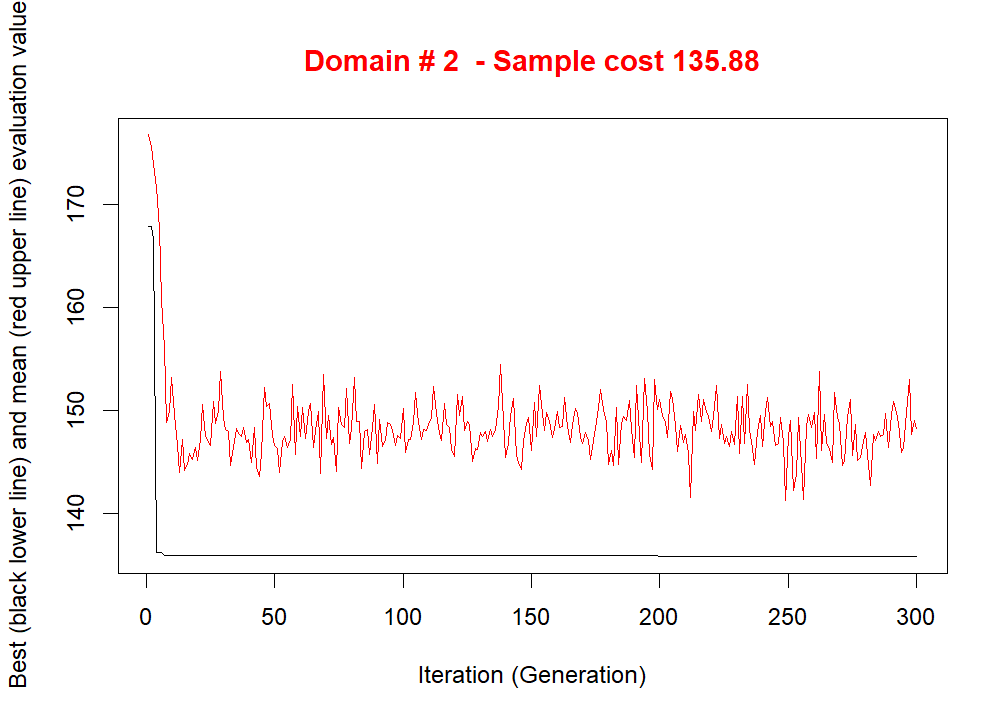 Domain # 2  - Sample cost 135.88
Best (black lower line) and mean (red upper line) evaluation value
170
160
150
140
0 50 100 150 200 250 300
Iteration (Generation)